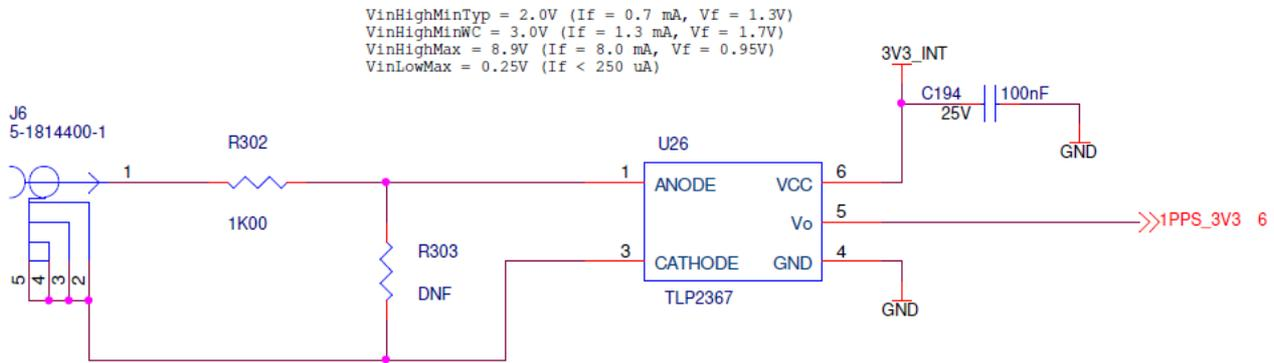 VinHighMinTyp = 2.0V (If = 0.7 mA, Vf = 1.3V)
VinHighMinWC = 3.0V (If = 1.3 mA, Vf = 1.7V)
VinHighMax = 8.9V (If = 8.0 mA, Vf = 0.95V)
VinLowMax = 0.25V (If < 250 uA)
3V3_INT
C194 100nF
25V
GND
J6
5-1814400-1
R302
1
1K00
5 4 3 2
R303
DNF
U26
1 ANODE VCC 6
Vo 5
3 CATHODE GND 4
TLP2367
1PPS_3V3 6
GND